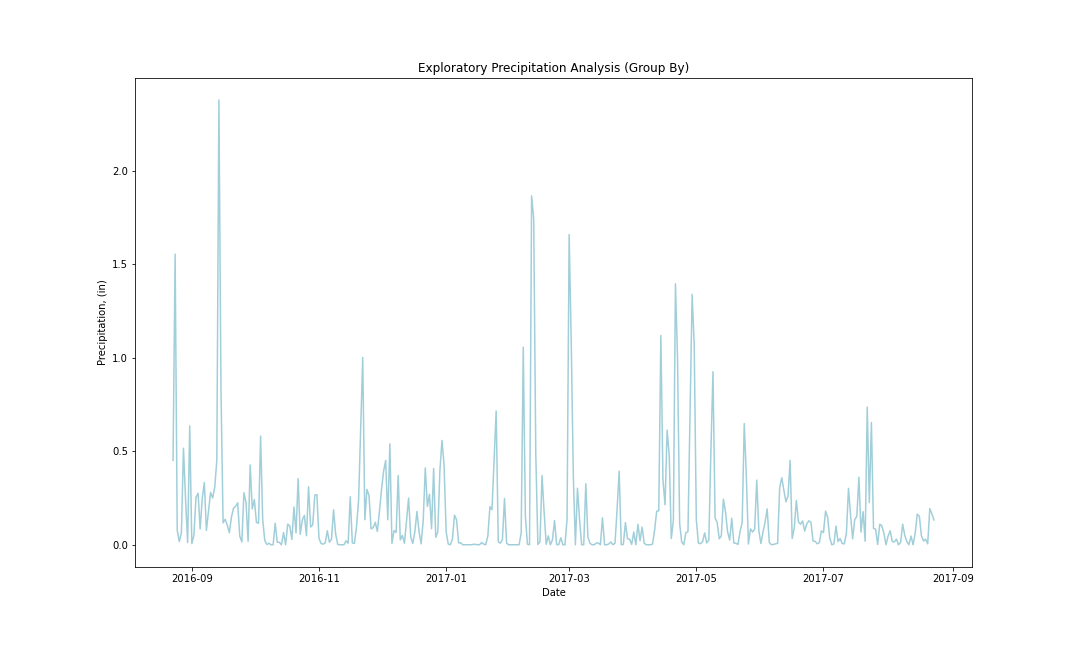 Exploratory Precipitation Analysis (Group By)
2.0
1.5
1.0
0.5
0.0
Precipitation, (in)
2016-09 2016-11 2017-01 2017-03 2017-05 2017-07 2017-09
Date